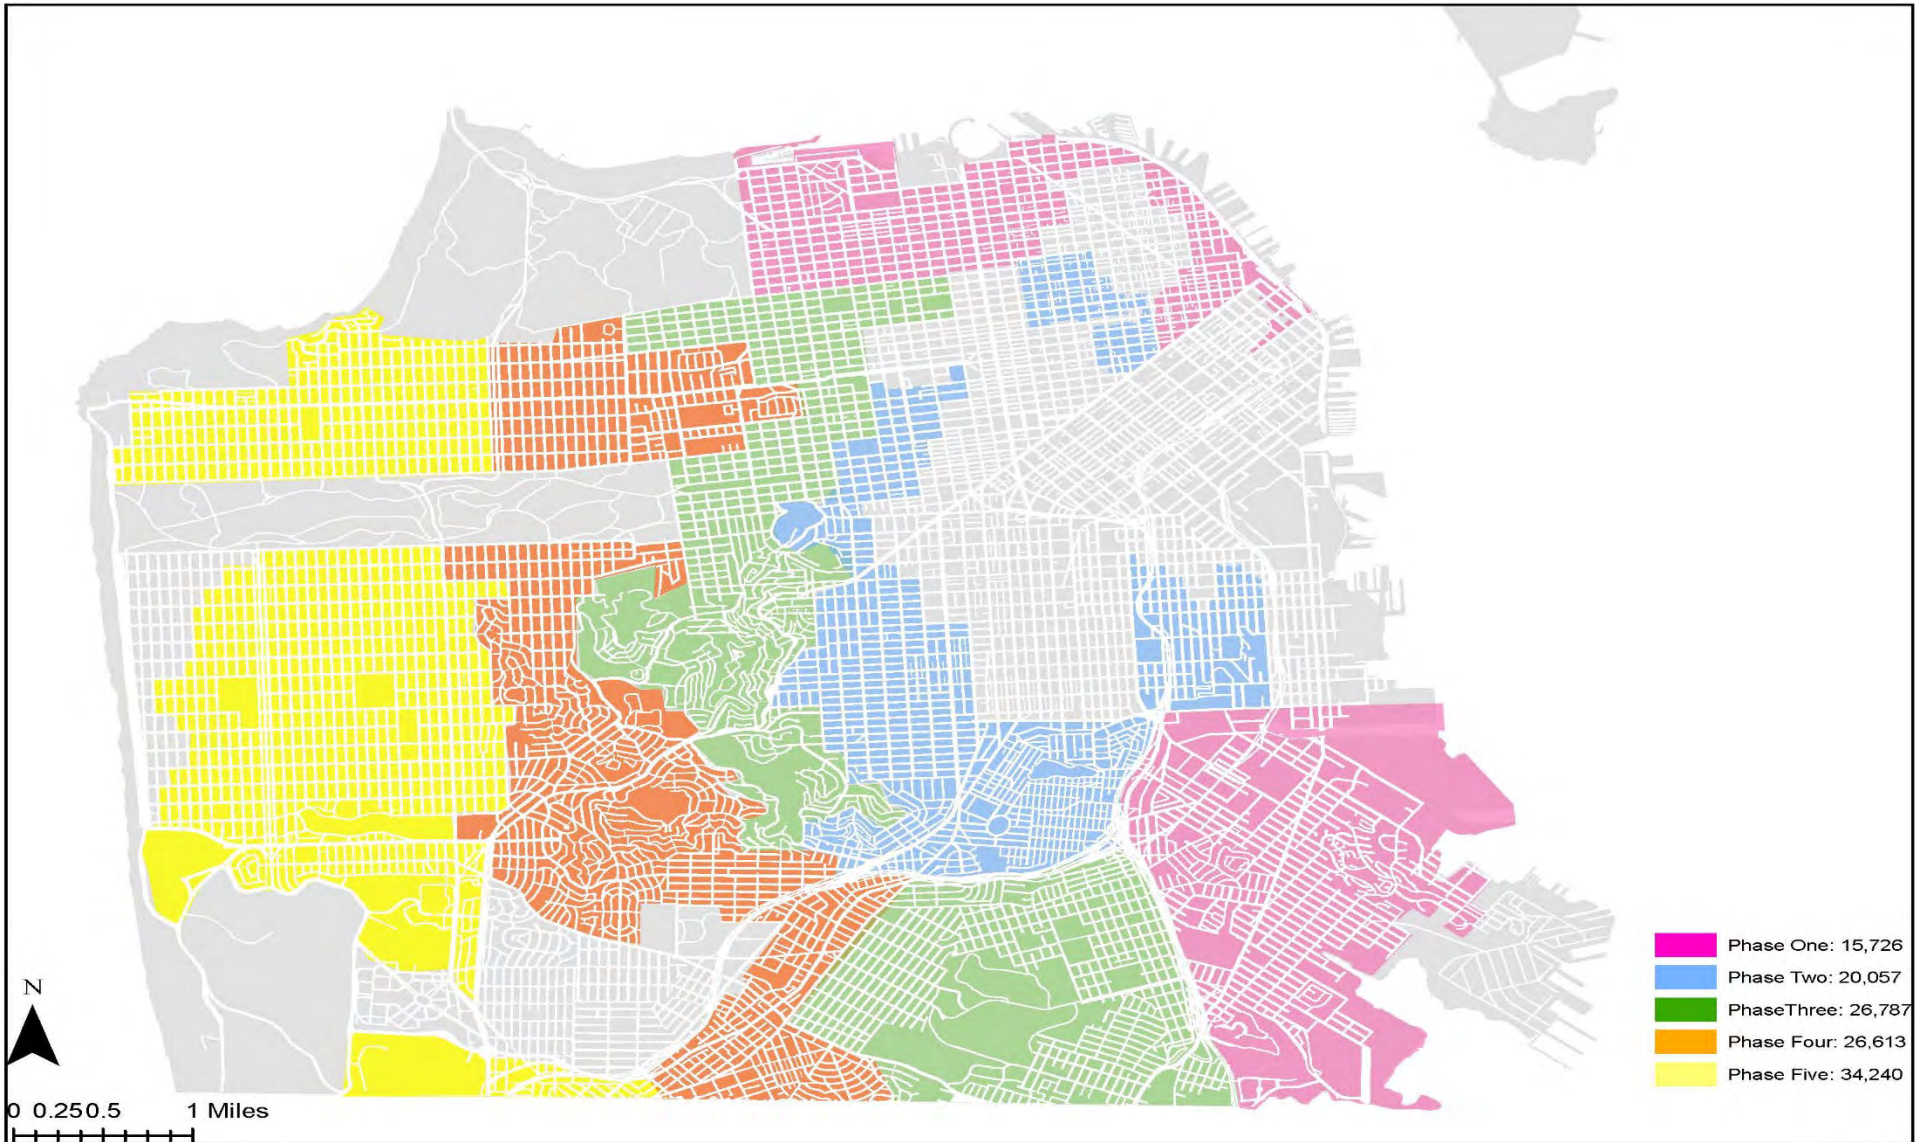 Phase One: 15,726
Phase Two: 20,057
PhaseThree: 26,787
Phase Four: 26,613
Phase Five: 34,240
N
0 0.250.5 1 Miles